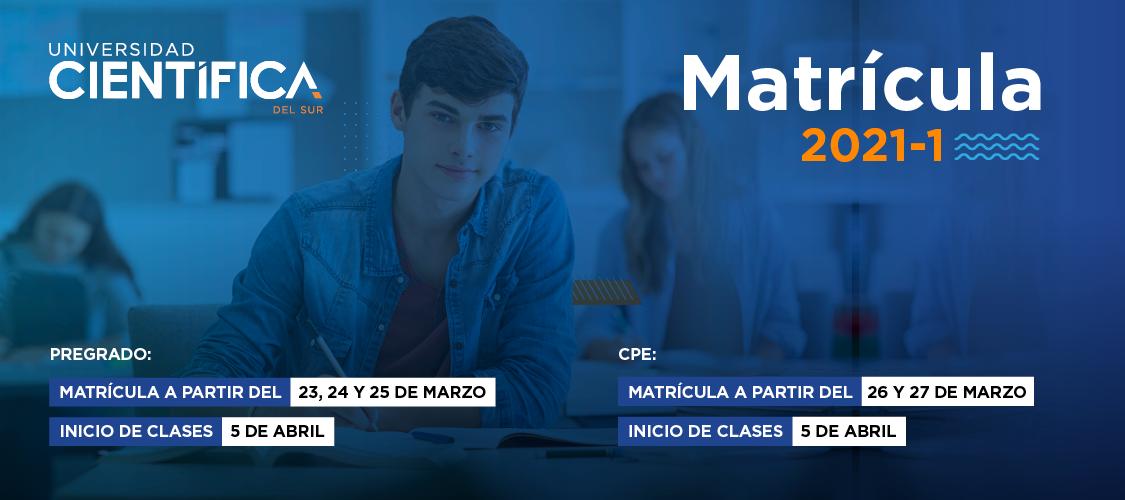 UNIVERSIDAD
CIENTÍFICA
DEL SUR
Matrícula
2021-1
PREGRADO:
MATRÍCULA A PARTIR DEL 23, 24 Y 25 DE MARZO
INICIO DE CLASES 5 DE ABRIL
CPE:
MATRÍCULA A PARTIR DEL 26 Y 27 DE MARZO
INICIO DE CLASES 5 DE ABRIL